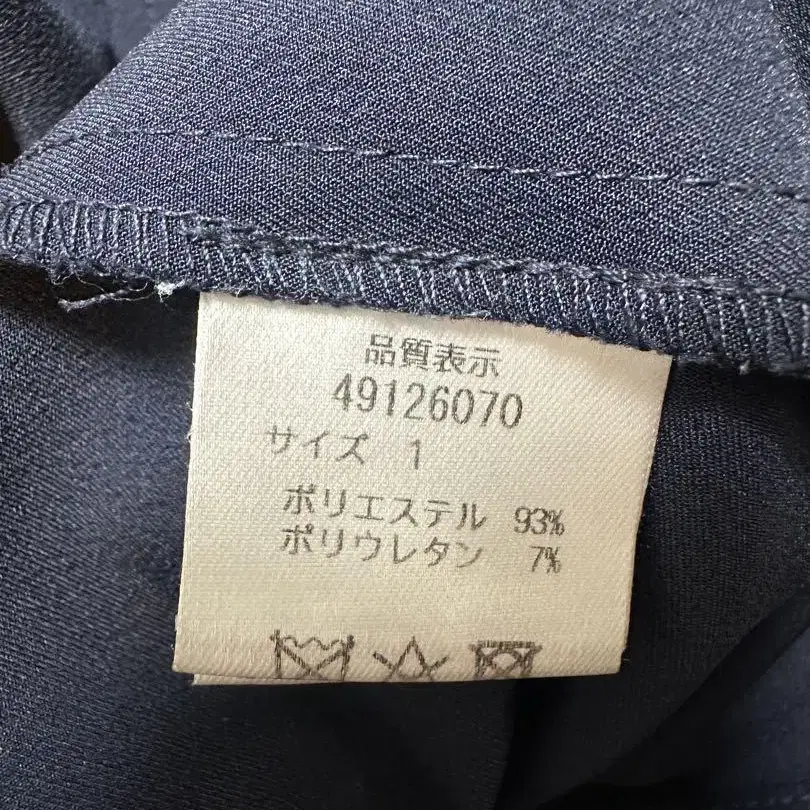 品質表示
49126070
サイズ 1
ポリエステル 93%
ポリウレタン 7%